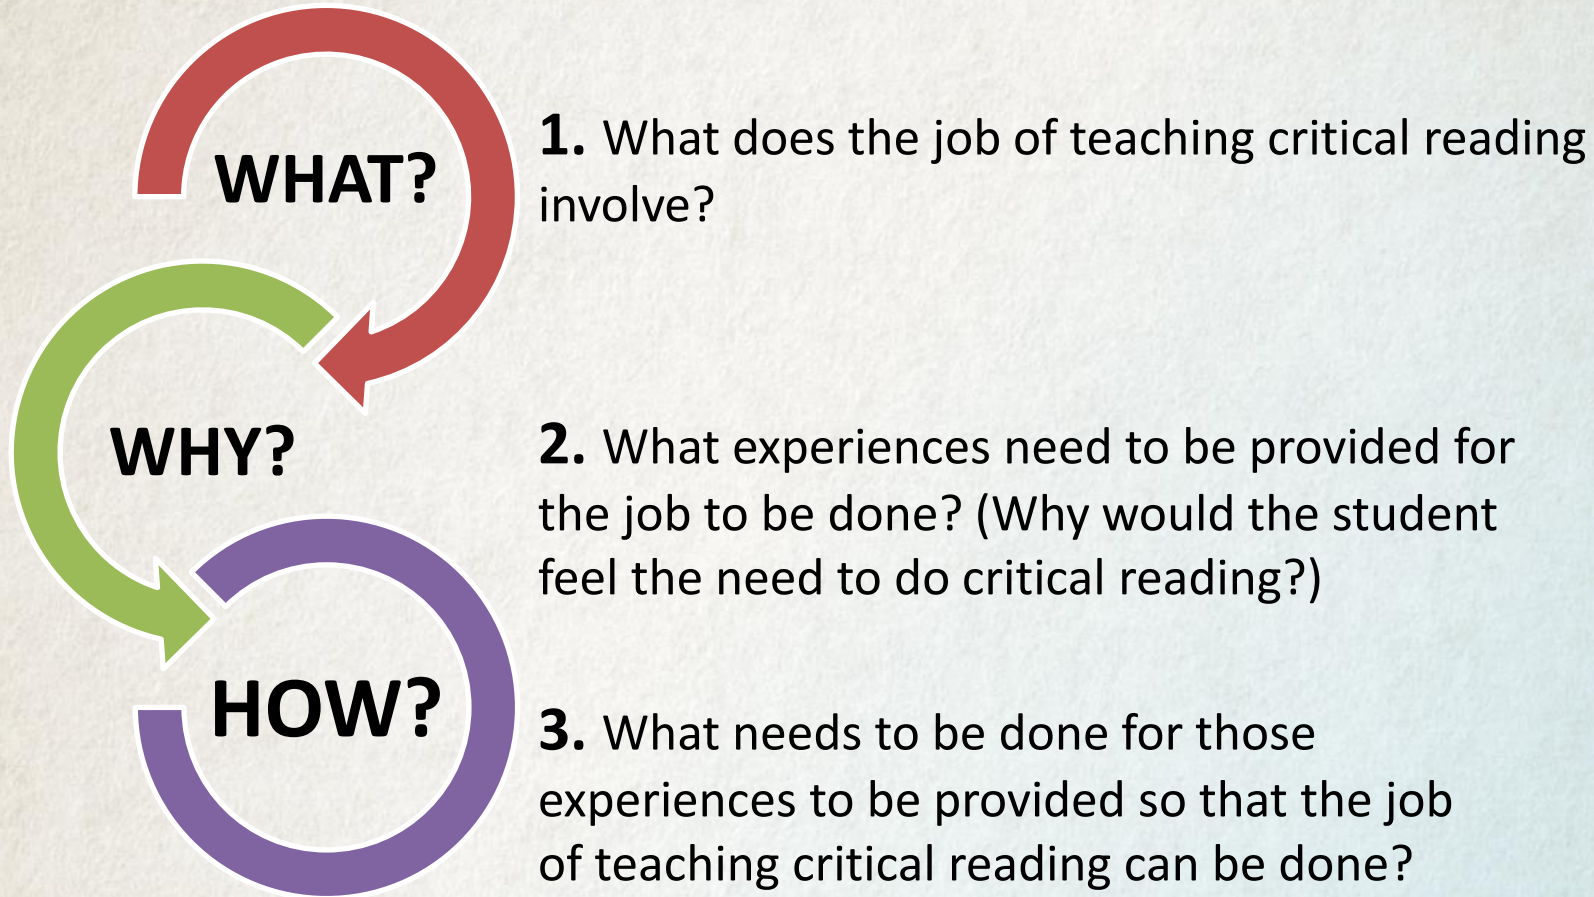 WHAT?
1. What does the job of teaching critical reading
involve?
WHY?
2. What experiences need to be provided for
the job to be done? (Why would the student
feel the need to do critical reading?)
HOW?
3. What needs to be done for those
experiences to be provided so that the job
of teaching critical reading can be done?